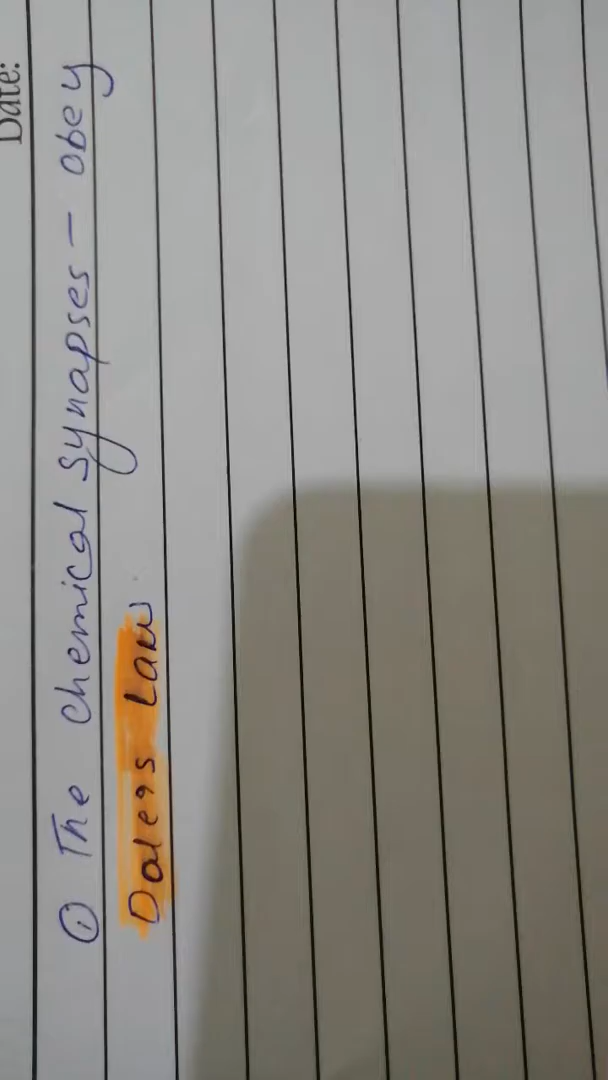 Date:
① The chemical synapses - obey
Dale's Law